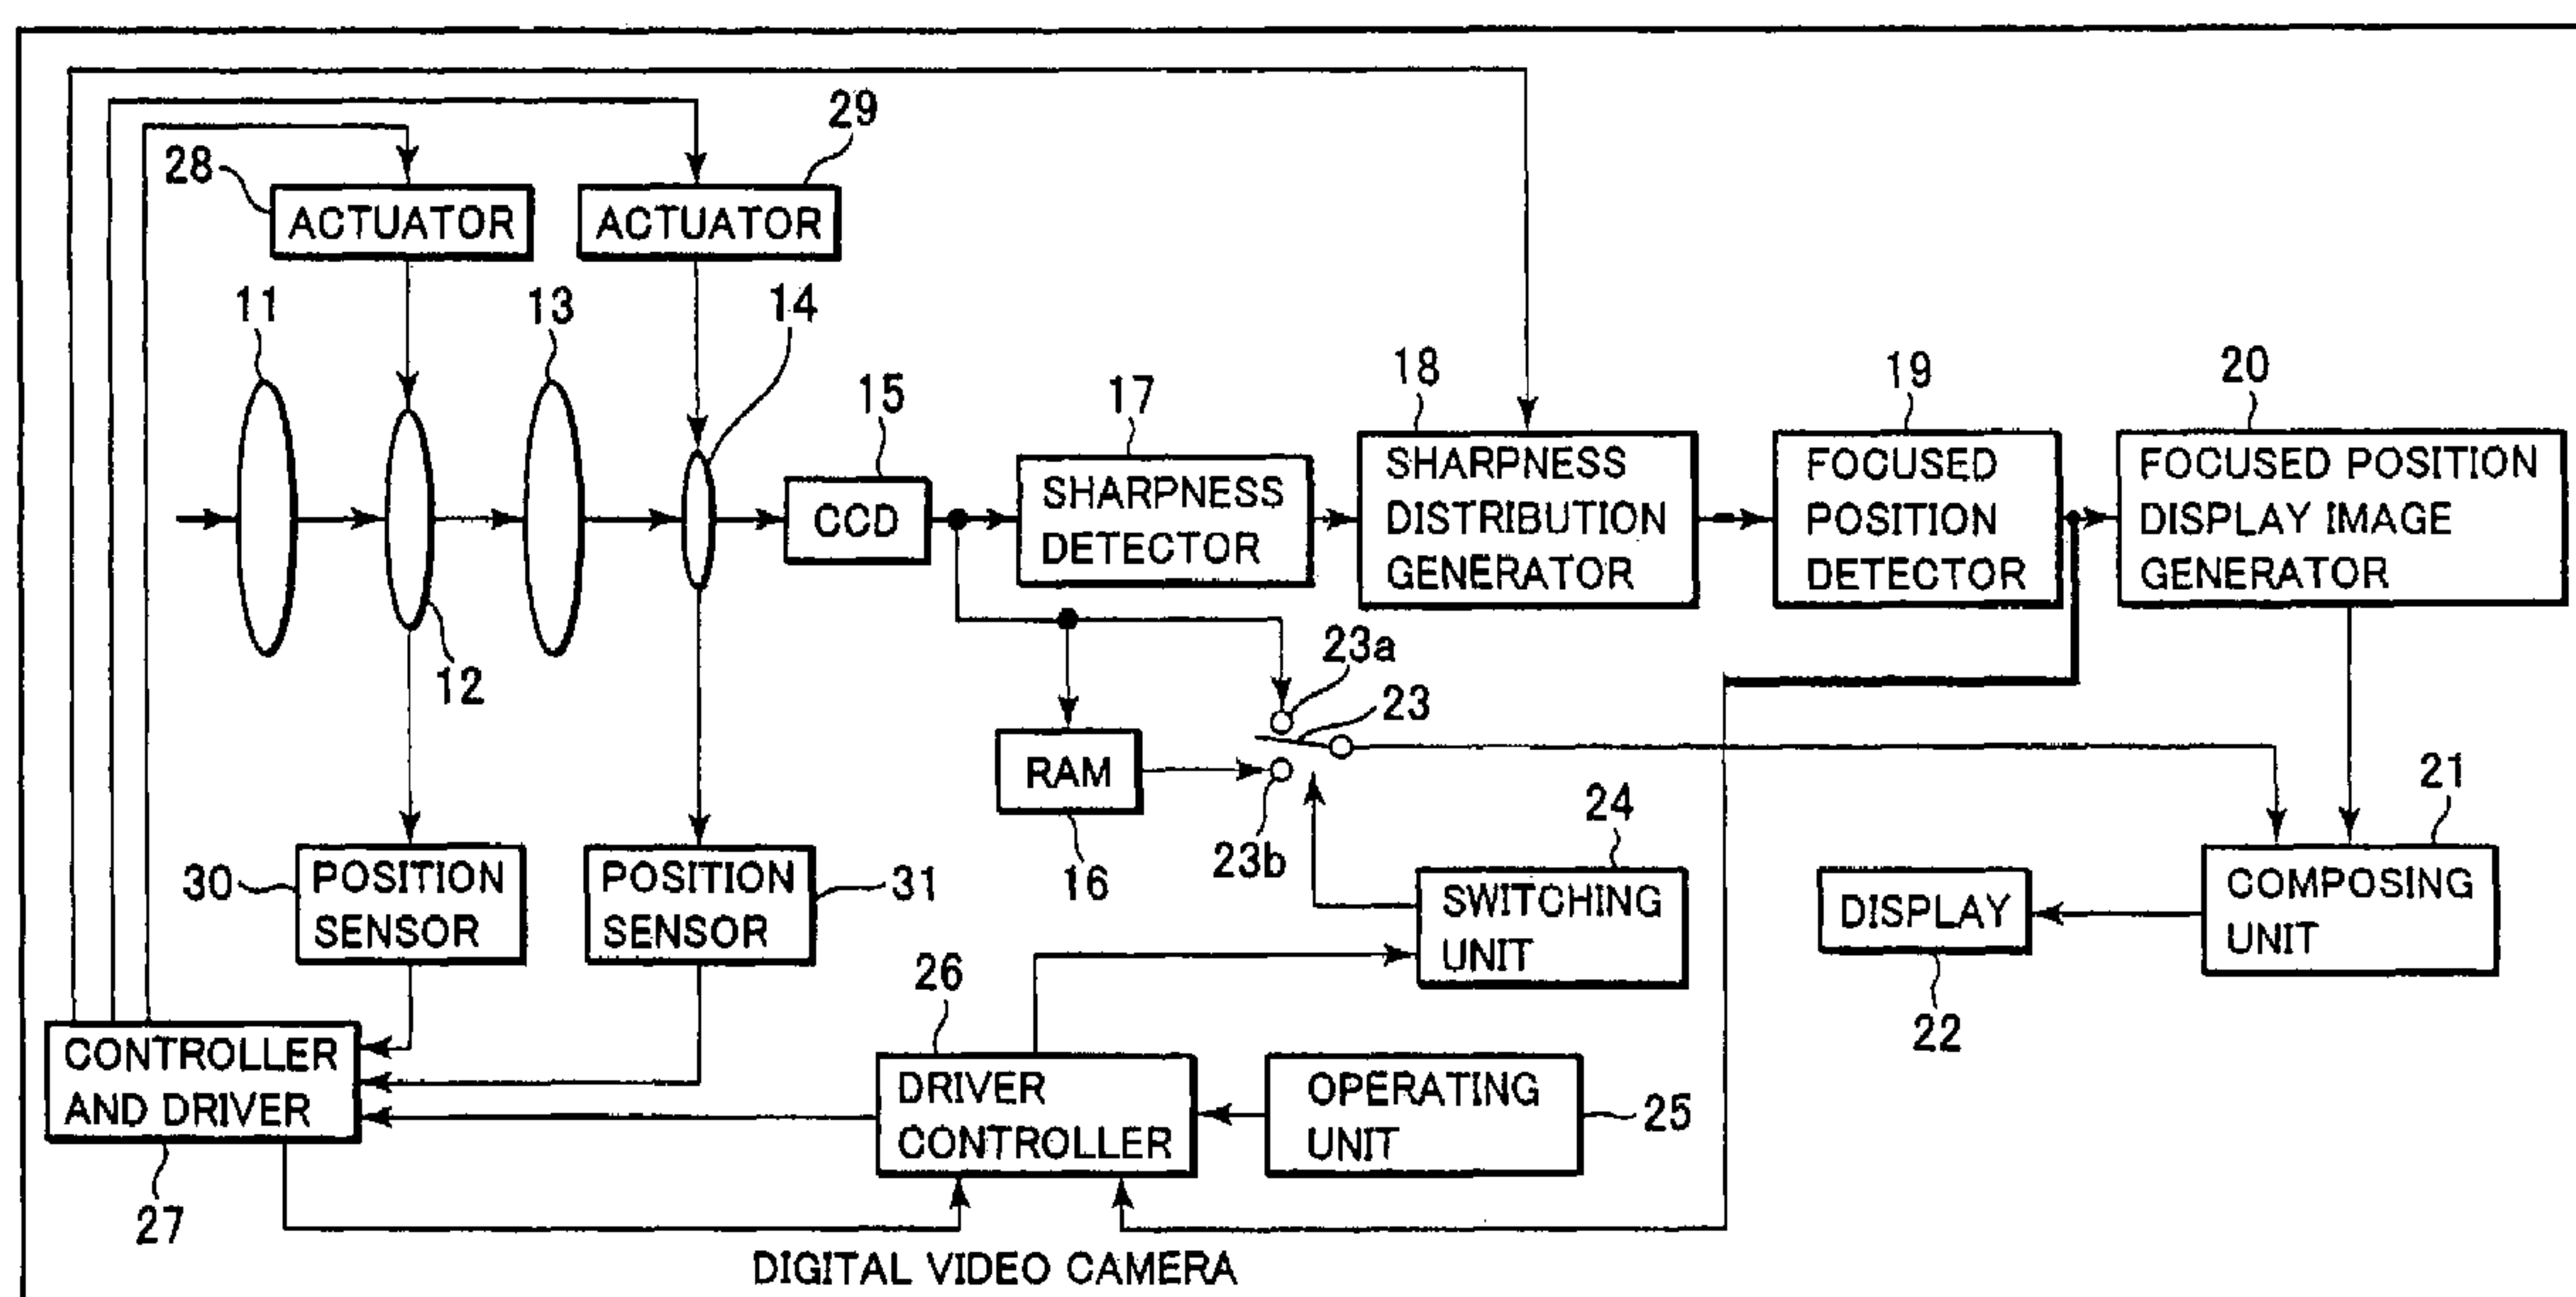 29
28
ACTUATOR
ACTUATOR
11
13
14
15
17
18
19
20
CCD
SHARPNESS
DETECTOR
SHARPNESS
DISTRIBUTION
GENERATOR
FOCUSED
POSITION
DETECTOR
FOCUSED POSITION
DISPLAY IMAGE
GENERATOR
12
23a
23
RAM
16
23b
24
21
30
POSITION
SENSOR
POSITION
SENSOR
31
SWITCHING
UNIT
DISPLAY
22
COMPOSING
UNIT
26
CONTROLLER
AND DRIVER
27
DRIVER
CONTROLLER
OPERATING
UNIT
25
DIGITAL VIDEO CAMERA